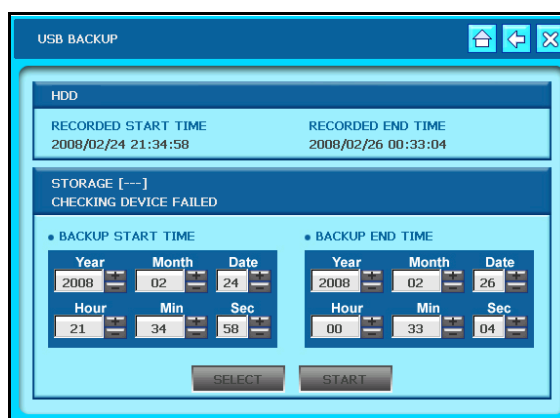 USB BACKUP
HDD
RECORDED START TIME RECORDED END TIME
2008/02/24 21:34:58 2008/02/26 00:33:04
STORAGE [---]
CHECKING DEVICE FAILED
• BACKUP START TIME • BACKUP END TIME
Year Month Date Year Month Date
2008 + - 02 + - 24 + - 2008 + - 02 + - 26 + -
Hour Min Sec Hour Min Sec
21 + - 34 + - 58 + - 00 + - 33 + - 04 + -
SELECT START